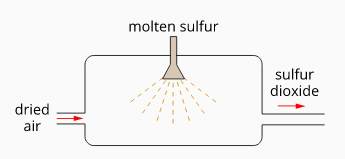 molten sulfur
sulfur
dioxide
dried
air